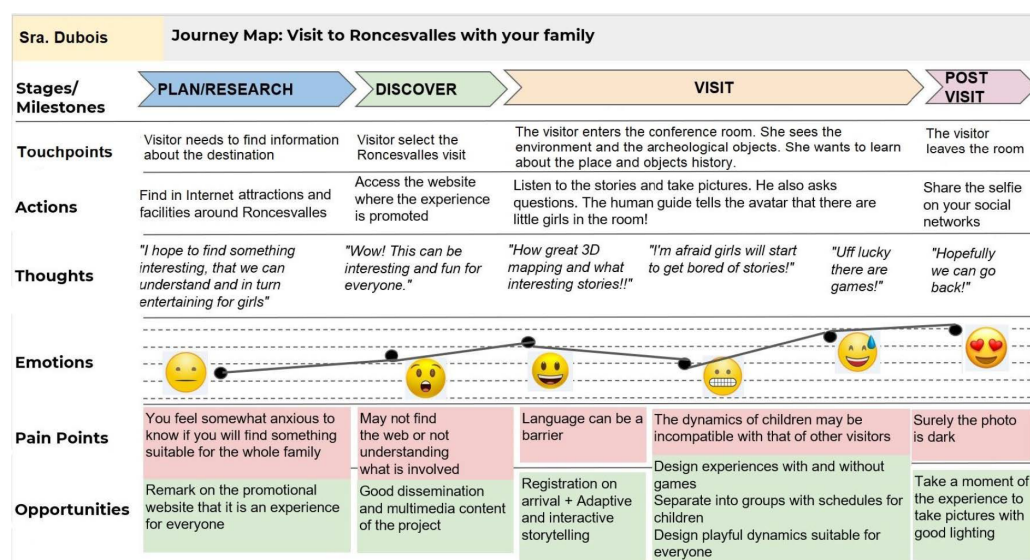 Sra. Dubois
Journey Map: Visit to Roncesvalles with your family
Stages/
Milestones
PLAN/RESEARCH
DISCOVER
VISIT
POST
VISIT
Touchpoints
Visitor needs to find information
about the destination
Visitor select the
Roncesvalles visit
The visitor enters the conference room. She sees the
environment and the archeological objects. She wants to learn
about the place and objects history.
The visitor
leaves the room
Actions
Find in Internet attractions and
facilities around Roncesvalles
Access the website
where the experience
is promoted
Listen to the stories and take pictures. He also asks
questions. The human guide tells the avatar that there are
little girls in the room!
Share the selfie
on your social
networks
Thoughts
"I hope to find something
interesting, that we can
understand and in turn
entertaining for girls"
"Wow! This can be
interesting and fun for
everyone."
"How great 3D
mapping and what
interesting stories!!"
"I'm afraid girls will start
to get bored of stories!"
"Uff lucky
there are
games!"
"Hopefully
we can go
back!"
Emotions
Pain Points
You feel somewhat anxious to
know if you will find something
suitable for the whole family
May not find
the web or not
understanding
what is involved
Language can be a
barrier
The dynamics of children may be
incompatible with that of other visitors
Surely the photo
is dark
Opportunities
Remark on the promotional
website that it is an experience
for everyone
Good dissemination
and multimedia content
of the project
Registration on
arrival + Adaptive
and interactive
storytelling
Design experiences with and without
games
Separate into groups with schedules for
children
Design playful dynamics suitable for
everyone
Take a moment of
the experience to
take pictures with
good lighting